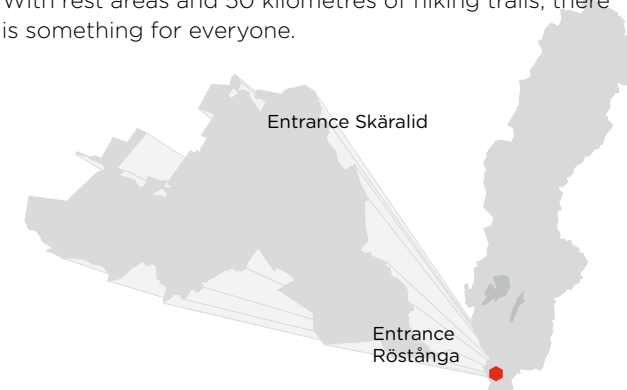 With rest areas and 50 kilometres of hiking trails, there
is something for everyone.
Entrance Skäralid
Entrance
Röstånga